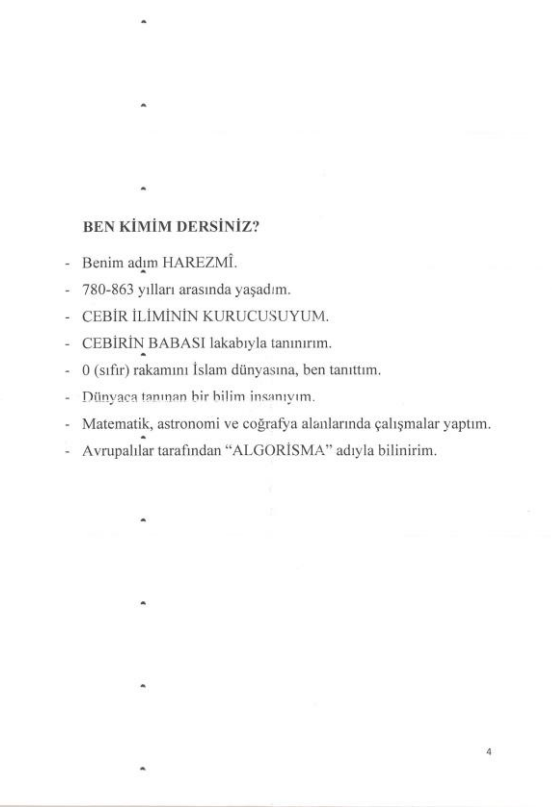 BEN KİMİM DERSİNİZ?
- Benim adım HAREZMÎ.
- 780-863 yılları arasında yaşadım.
- CEBİR İLİMİNİN KURUCUSUYUM.
- CEBİRİN BABASI lakabıyla tanınırım.
- 0 (sıfır) rakamını İslam dünyasına, ben tanıttım.
- Dünyaca tanınan bir bilim insanıyım.
- Matematik, astronomi ve coğrafya alanlarında çalışmalar yaptım.
- Avrupalılar tarafından “ALGORİSMA” adıyla bilinirim.
4